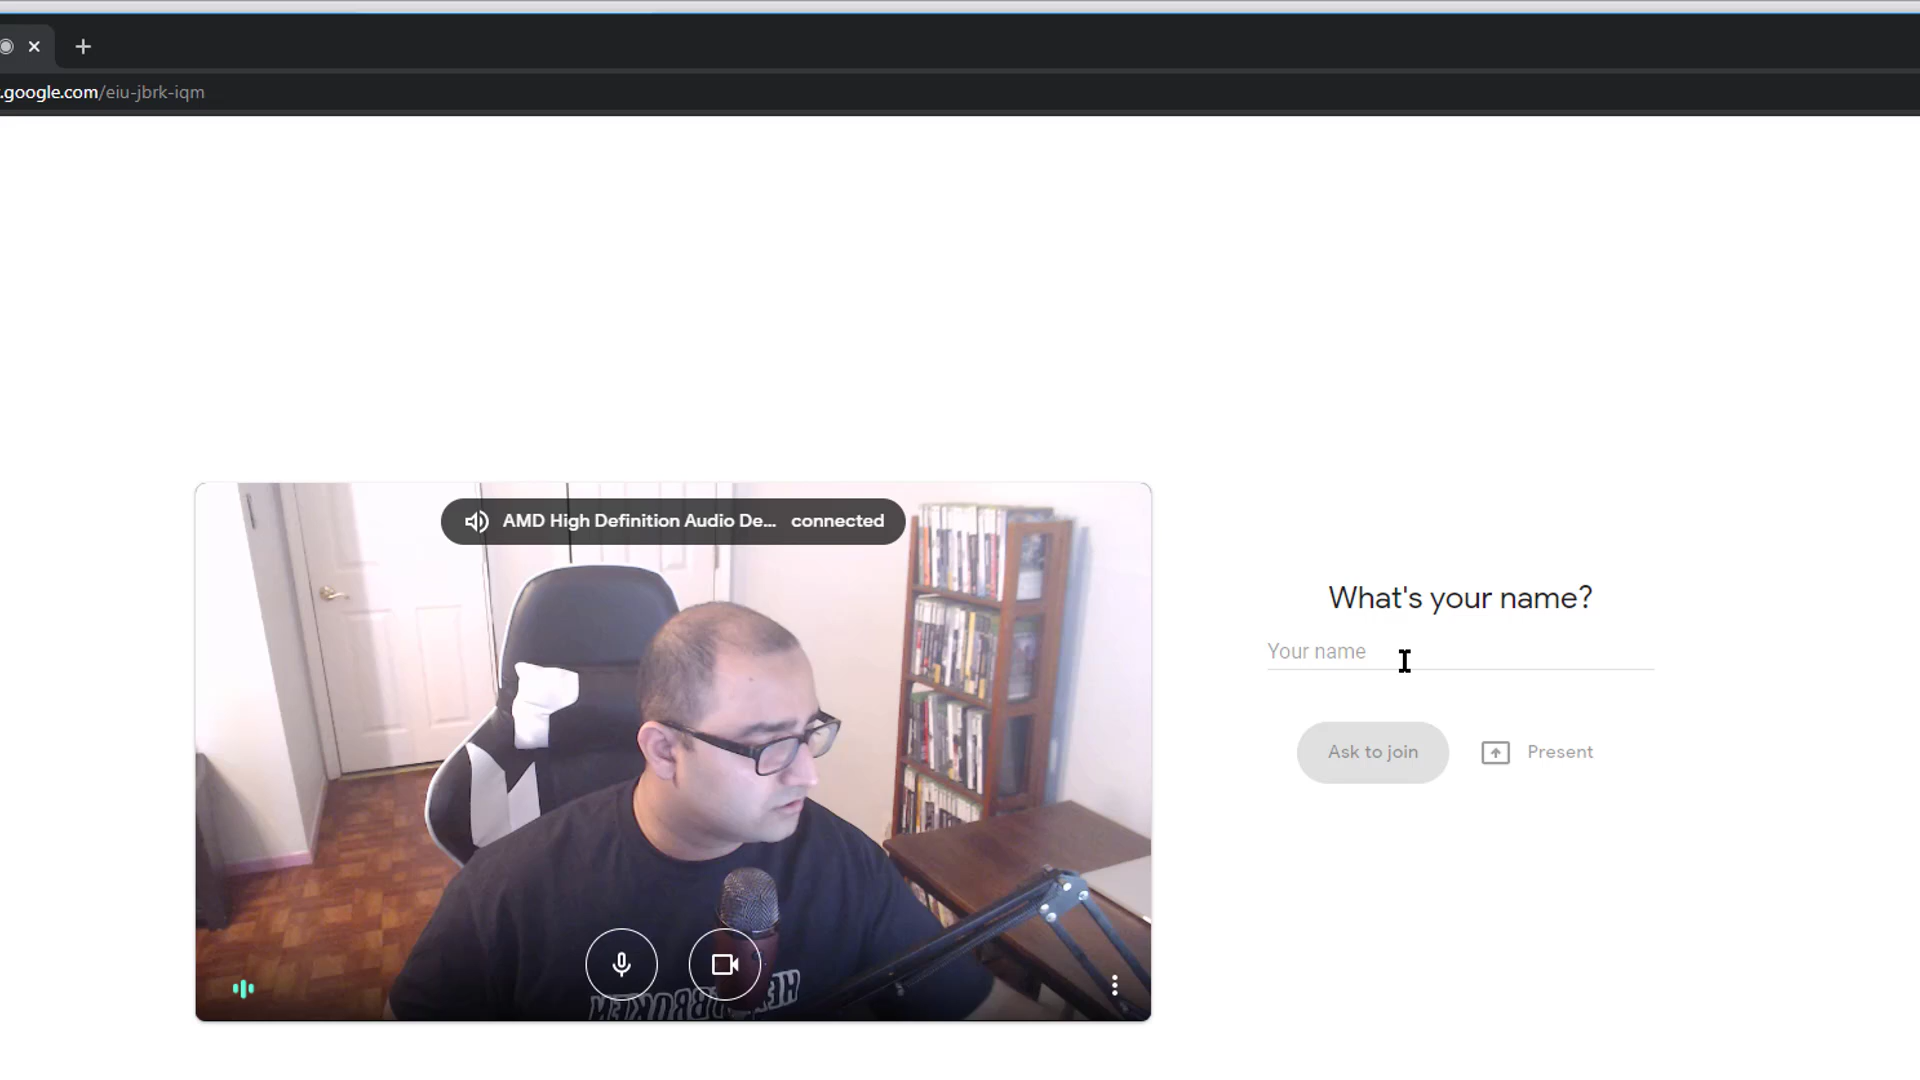 .google.com/eiu-jbrk-iqm
AMD High Definition Audio De... connected
What's your name?
Your name
Ask to join
Present